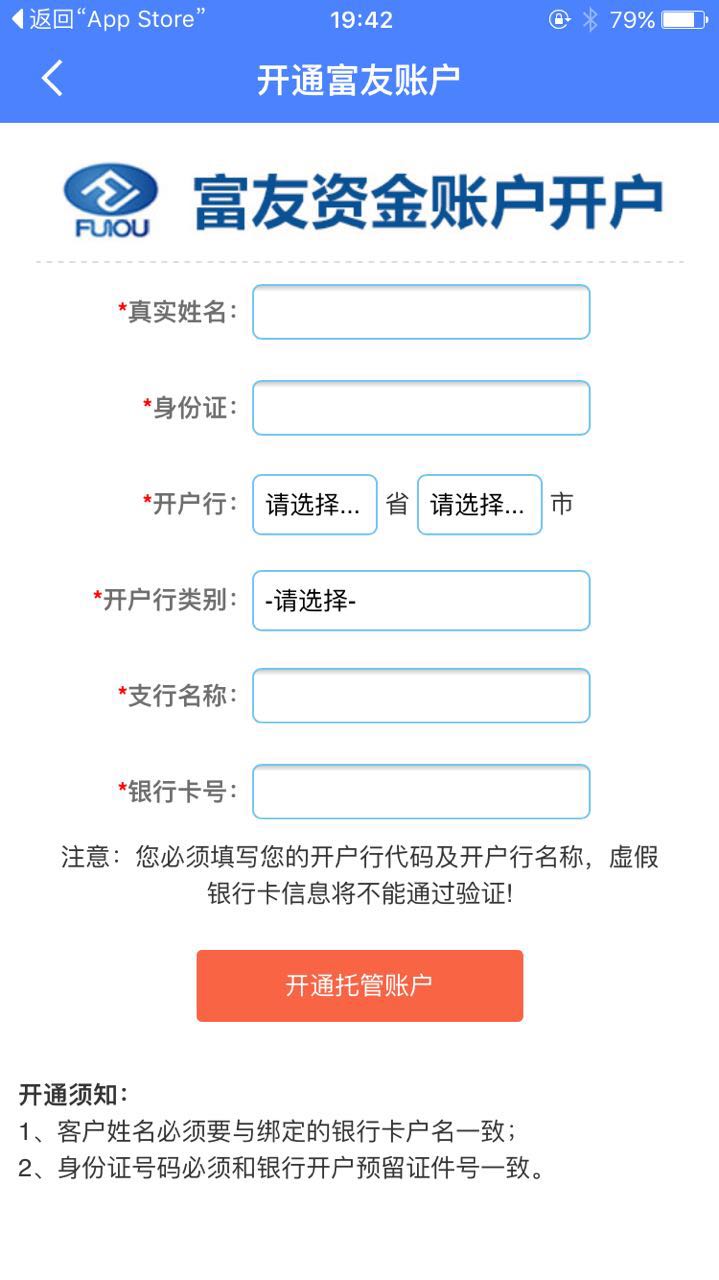 返回“App Store” 19:42 79%
开通富友账户
FUIOU 富友资金账户开户
*真实姓名：
*身份证：
*开户行： 请选择... 省 请选择... 市
*开户行类别： -请选择-
*支行名称：
*银行卡号：
注意：您必须填写您的开户行代码及开户行名称，虚假
银行卡信息将不能通过验证!
开通托管账户
开通须知：
1、客户姓名必须要与绑定的银行卡户名一致；
2、身份证号码必须和银行开户预留证件号一致。